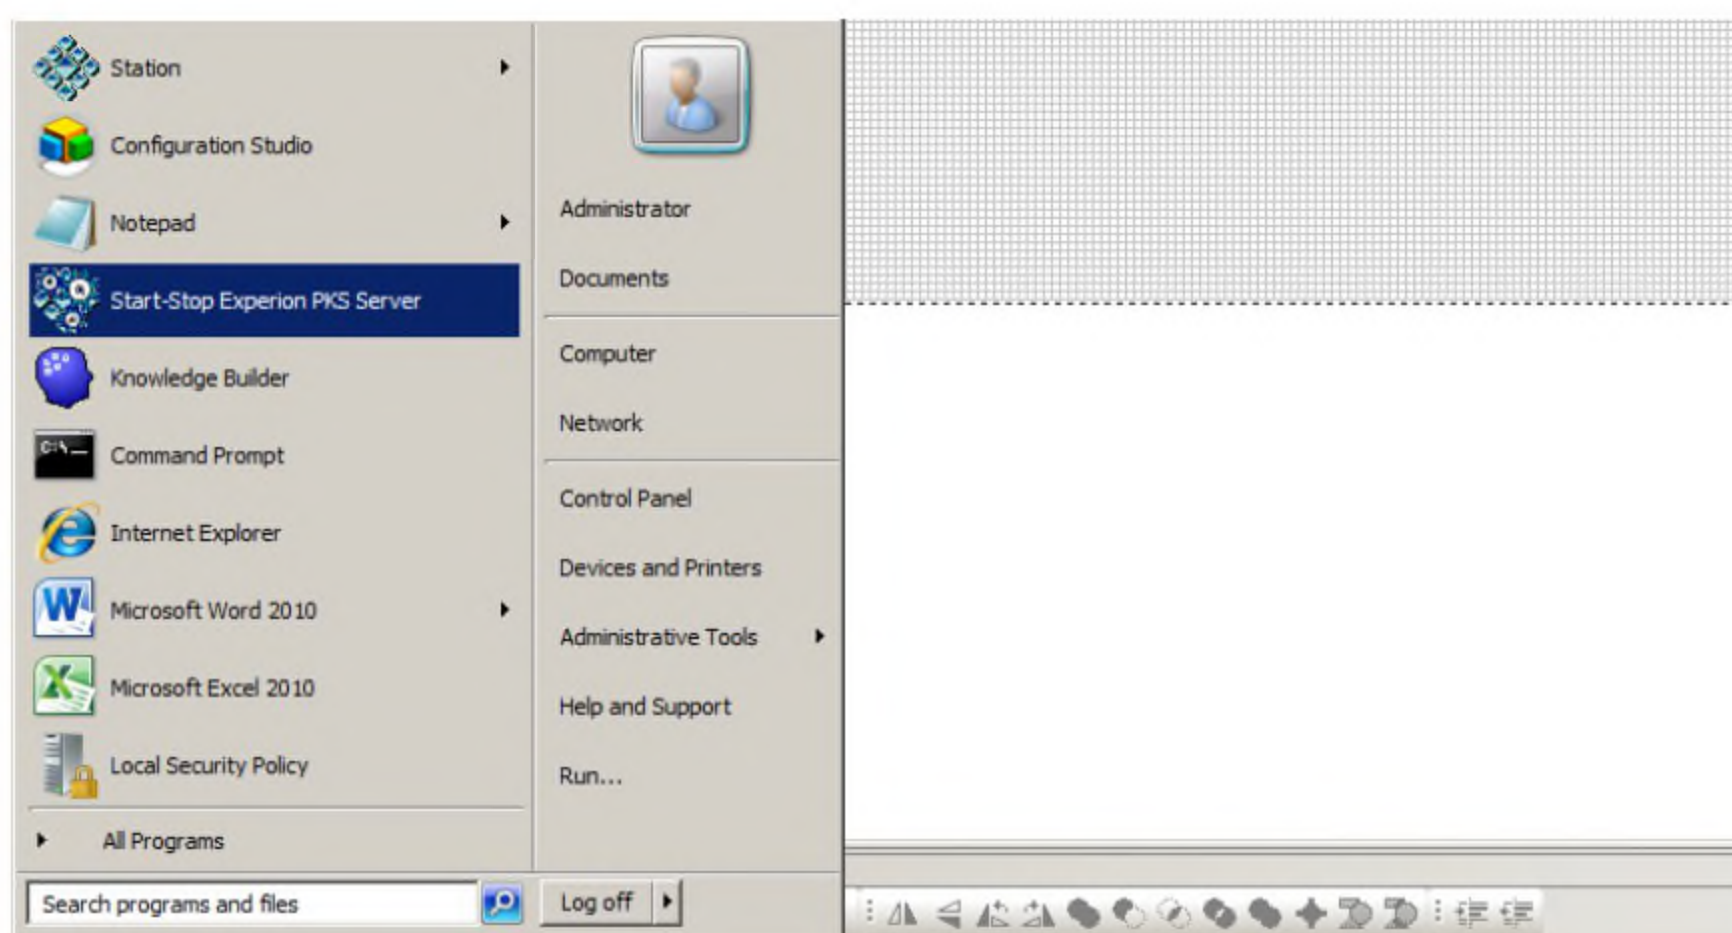 Station
Configuration Studio
Notepad
Start-Stop Experion PKS Server
Knowledge Builder
C:\
Command Prompt
Internet Explorer
Microsoft Word 2010
Microsoft Excel 2010
Local Security Policy
All Programs
Search programs and files
Administrator
Documents
Computer
Network
Control Panel
Devices and Printers
Administrative Tools
Help and Support
Run...
Log off